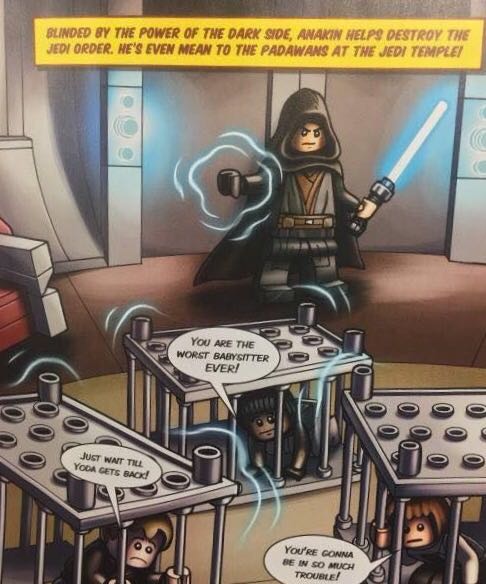 BLINDED BY THE POWER OF THE DARK SIDE, ANAKIN HELPS DESTROY THE
JEDI ORDER. HE'S EVEN MEAN TO THE PADAWANS AT THE JEDI TEMPLE!
YOU ARE THE
WORST BABYSITTER
EVER!
JUST WAIT TILL
YODA GETS BACK!
YOU'RE GONNA
BE IN SO MUCH
TROUBLE!